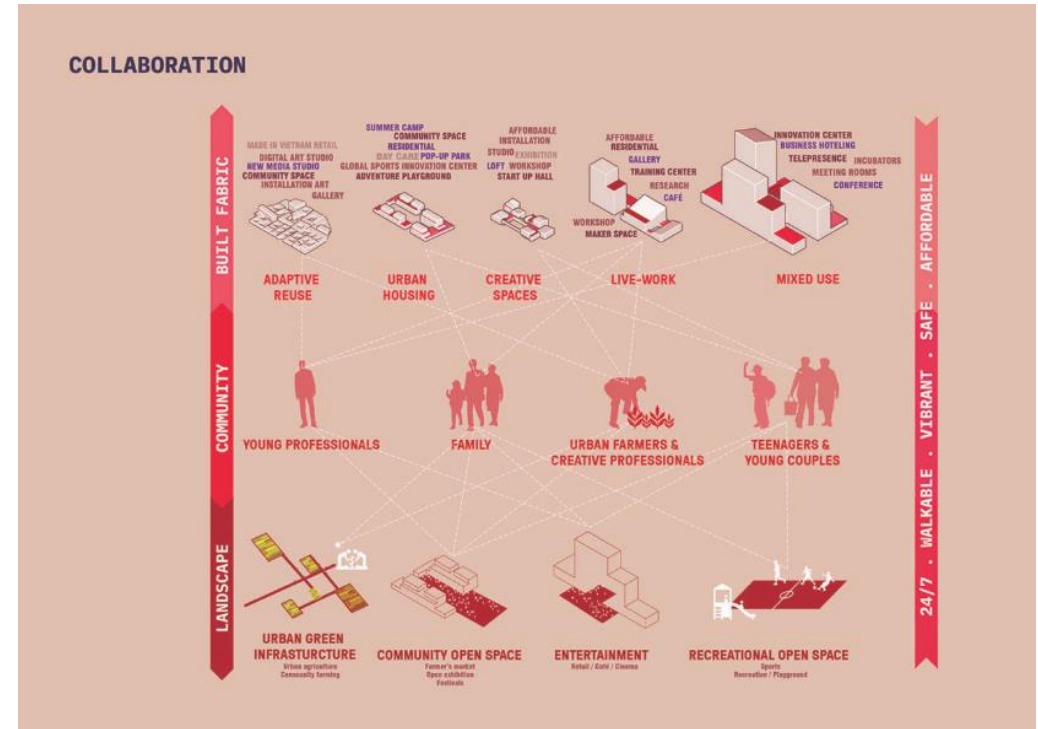 COLLABORATION
BUILT FABRIC
MADE IN VIETNAM RETAIL
DIGITAL ART STUDIO
NEW MEDIA STUDIO
COMMUNITY SPACE
INSTALLATION ART
GALLERY
ADAPTIVE
REUSE
SUMMER CAMP
COMMUNITY SPACE
RESIDENTIAL
DAY CARE POP-UP PARK
GLOBAL SPORTS INNOVATION CENTER
ADVENTURE PLAYGROUND
URBAN
HOUSING
AFFORDABLE
INSTALLATION
STUDIO EXHIBITION
LOFT WORKSHOP
START UP HALL
CREATIVE
SPACES
AFFORDABLE
RESIDENTIAL
GALLERY
TRAINING CENTER
RESEARCH
CAFÉ
WORKSHOP
MAKER SPACE
LIVE-WORK
INNOVATION CENTER
BUSINESS HOTELING
TELEPRESENCE
INCUBATORS
MEETING ROOMS
CONFERENCE
MIXED USE
COMMUNITY
YOUNG PROFESSIONALS
FAMILY
URBAN FARMERS &
CREATIVE PROFESSIONALS
TEENAGERS &
YOUNG COUPLES
LANDSCAPE
URBAN GREEN
INFRASTURCTURE
Urban agriculture
Community farming
COMMUNITY OPEN SPACE
Farmer's market
Open exhibition
Festivals
ENTERTAINMENT
Retail / Café / Cinema
RECREATIONAL OPEN SPACE
Sports
Recreation / Playground
24/7 . WALKABLE . VIBRANT . SAFE . AFFORDABLE